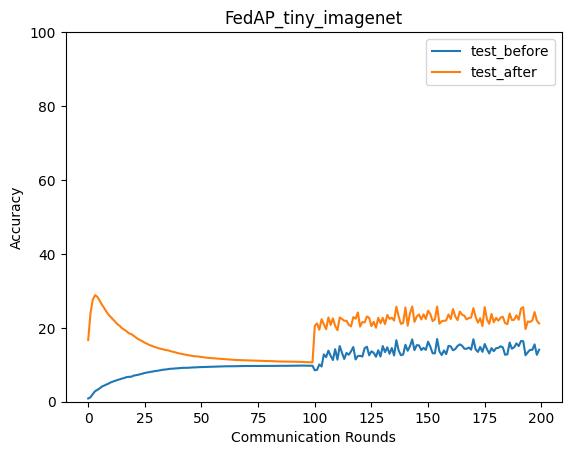 FedAP_tiny_imagenet
100
80
60
40
20
0
Accuracy
test_before
test_after
0 25 50 75 100 125 150 175 200
Communication Rounds